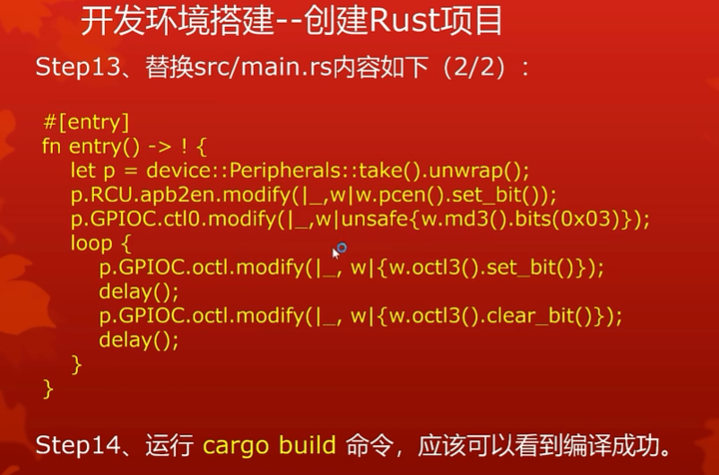 开发环境搭建--创建Rust项目
Step13、替换src/main.rs内容如下（2/2）：
#[entry]
fn entry() -> ! {
    let p = device::Peripherals::take().unwrap();
    p.RCU.apb2en.modify(|_,w|w.pcen().set_bit());
    p.GPIOC.ctl0.modify(|_,w|unsafe{w.md3().bits(0x03)});
    loop {
        p.GPIOC.octl.modify(|_, w|{w.octl3().set_bit()});
        delay();
        p.GPIOC.octl.modify(|_, w|{w.octl3().clear_bit()});
        delay();
    }
}
Step14、运行 cargo build 命令，应该可以看到编译成功。